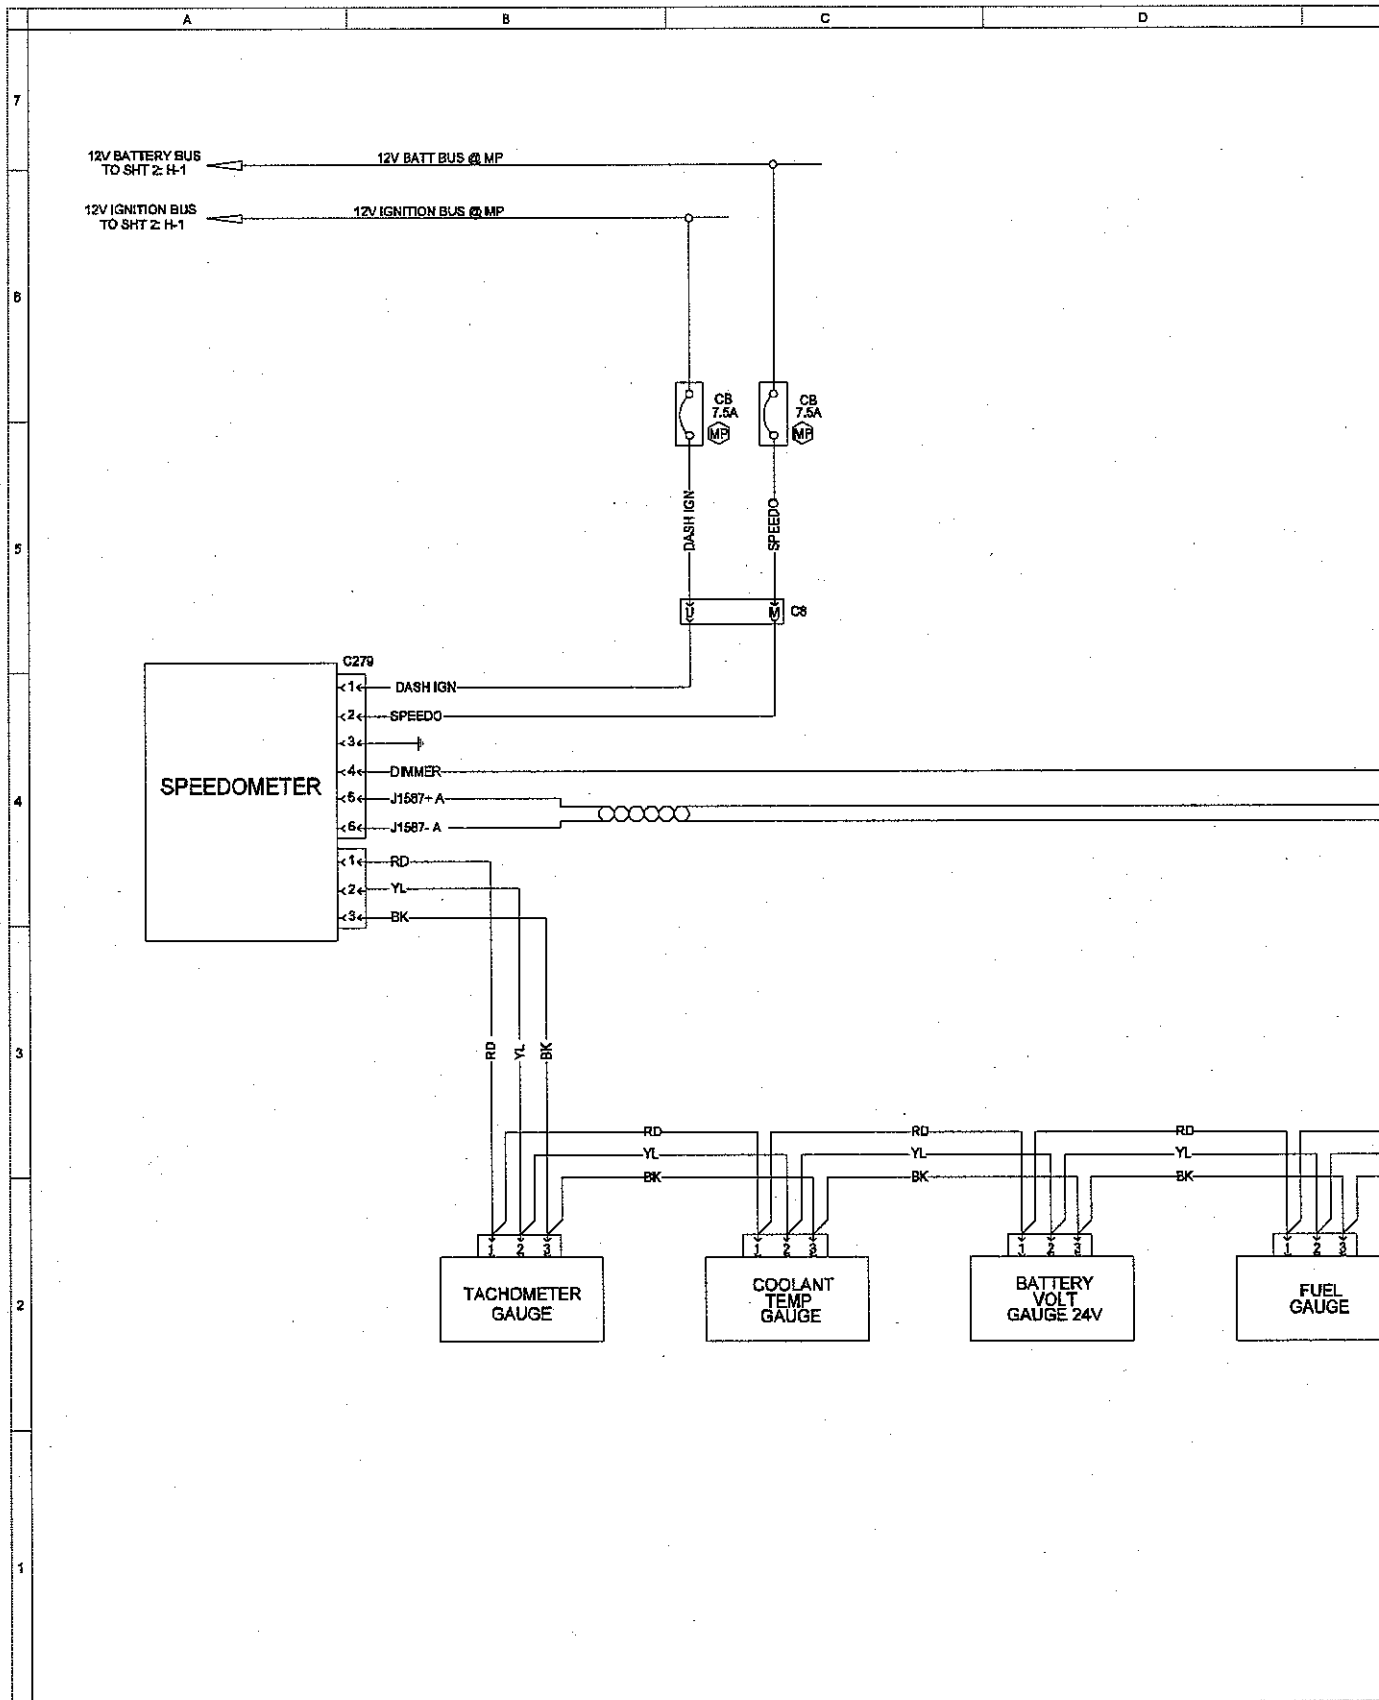 A B C D
7
12V BATTERY BUS
TO SHT 2: H-1
12V BATT BUS @ MP
12V IGNITION BUS
TO SHT 2: H-1
12V IGNITION BUS @ MP
6
CB
7.5A
MP
CB
7.5A
MP
DASH IGN
SPEEDO
5
U
M
C8
C279
1 DASH IGN
2 SPEEDO
3
4 DIMMER
5 J1587+ A
6 J1587- A
SPEEDOMETER
4
1 RD
2 YL
3 BK
3
RD
YL
BK
RD
YL
BK
RD
YL
BK
RD
YL
BK
1 2 3
1 2 3
1 2 3
1 2 3
2
TACHOMETER
GAUGE
COOLANT
TEMP
GAUGE
BATTERY
VOLT
GAUGE 24V
FUEL
GAUGE
1